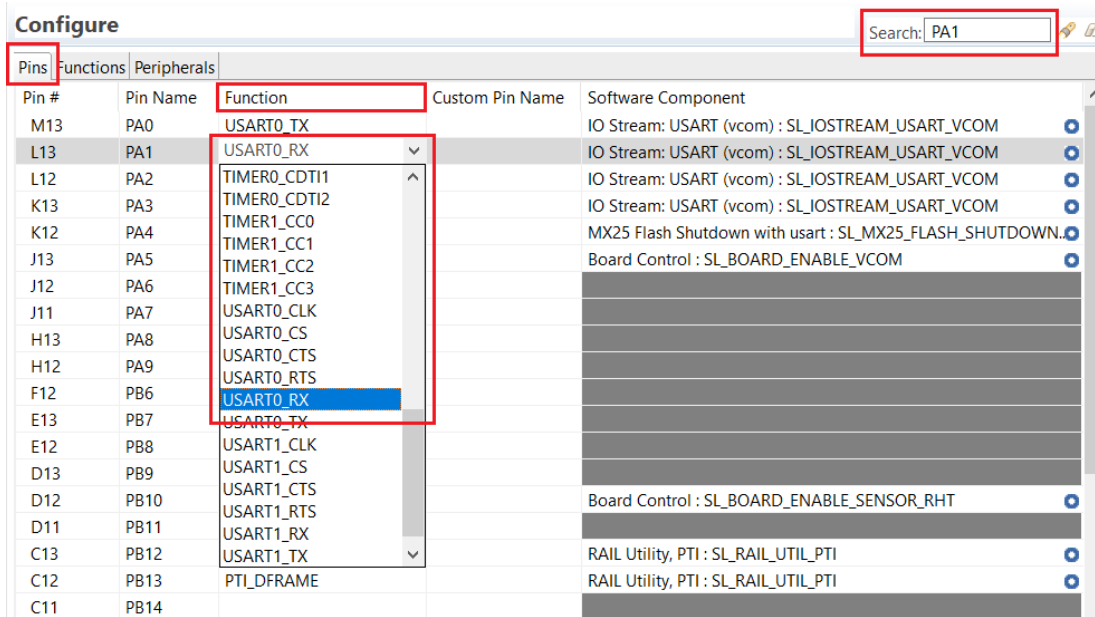 Configure
Search: PA1
Pins Functions Peripherals
Pin # Pin Name Function Custom Pin Name Software Component
M13 PA0 USART0_TX IO Stream: USART (vcom) : SL_IOSTREAM_USART_VCOM
L13 PA1 USART0_RX IO Stream: USART (vcom) : SL_IOSTREAM_USART_VCOM
L12 PA2 TIMER0_CDTI1 IO Stream: USART (vcom) : SL_IOSTREAM_USART_VCOM
K13 PA3 TIMER0_CDTI2 IO Stream: USART (vcom) : SL_IOSTREAM_USART_VCOM
K12 PA4 TIMER1_CC0 MX25 Flash Shutdown with usart : SL_MX25_FLASH_SHUTDOWN..
J13 PA5 TIMER1_CC1 Board Control : SL_BOARD_ENABLE_VCOM
TIMER1_CC2
J12 PA6 TIMER1_CC3
J11 PA7 USART0_CLK
H13 PA8 USART0_CS
H12 PA9 USART0_CTS
USART0_RTS
F12 PB6 USART0_RX
E13 PB7 USART0_TX
E12 PB8 USART1_CLK
D13 PB9 USART1_CS
D12 PB10 USART1_CTS Board Control : SL_BOARD_ENABLE_SENSOR_RHT
USART1_RTS
D11 PB11 USART1_RX
C13 PB12 USART1_TX RAIL Utility, PTI : SL_RAIL_UTIL_PTI
C12 PB13 PTI_DFRAME RAIL Utility, PTI : SL_RAIL_UTIL_PTI
C11 PB14